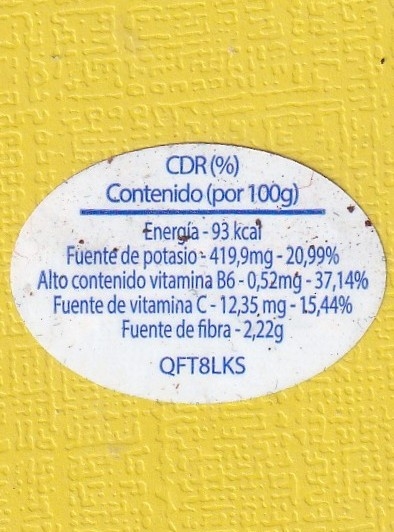 CDR (%)
Contenido (por 100g)
Energía - 93 kcal
Fuente de potasio - 419,9mg - 20,99%
Alto contenido vitamina B6 - 0,52mg - 37,14%
Fuente de vitamina C - 12,35 mg - 15,44%
Fuente de fibra - 2,22g
QFT8LKS